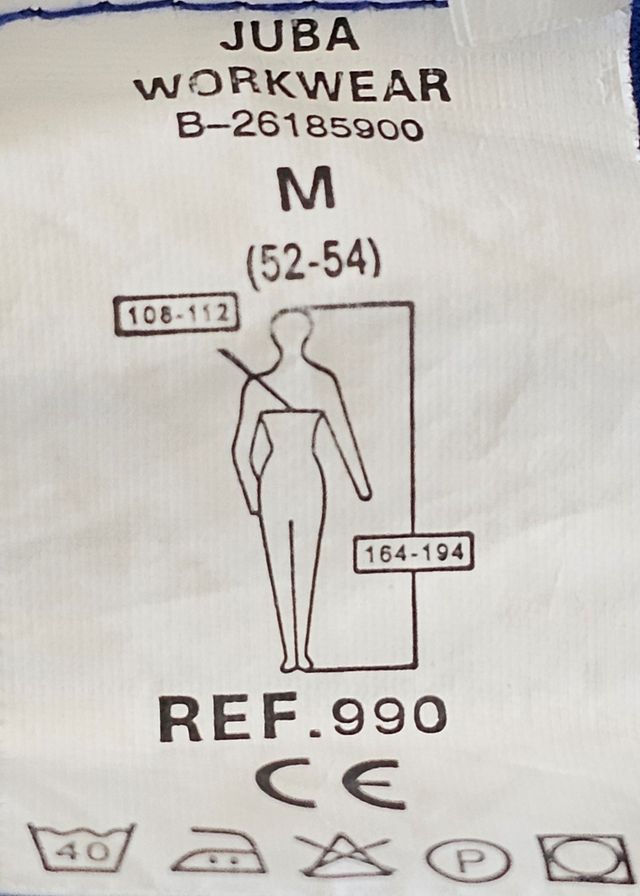 JUBA
WORKWEAR
B-26185900
M
(52-54)
108-112
164-194
REF.990
CE
40
P